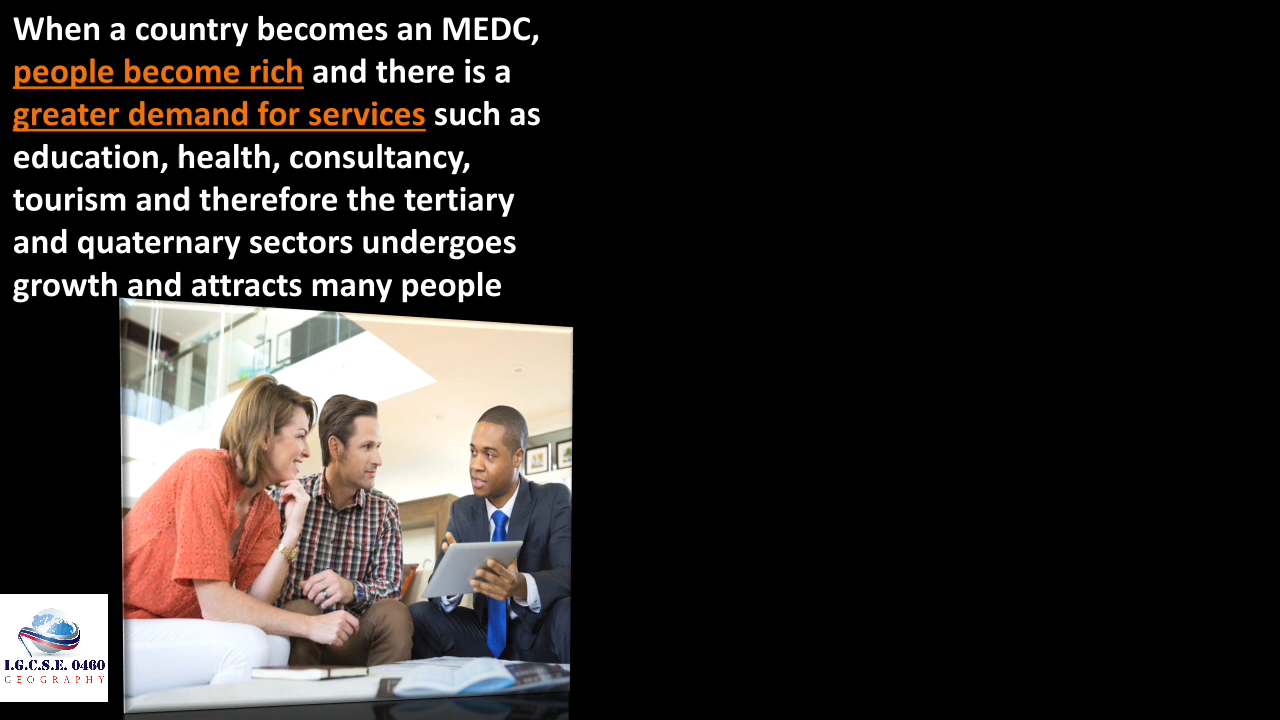 When a country becomes an MEDC,
people become rich and there is a
greater demand for services such as
education, health, consultancy,
tourism and therefore the tertiary
and quaternary sectors undergoes
growth and attracts many people
I.G.C.S.E. 0460
GEOGRAPHY